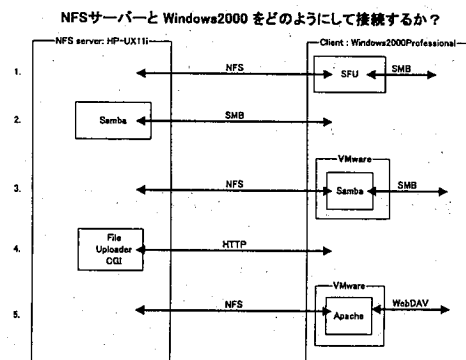 NFSサーバーと Windows2000 をどのようにして接続するか？
NFS server: HP-UX11i
Client : Windows2000Professional
1.
NFS
SFU
SMB
2.
Samba
SMB
3.
NFS
VMware
Samba
SMB
4.
File
Uploader
CGI
HTTP
5.
NFS
VMware
Apache
WebDAV